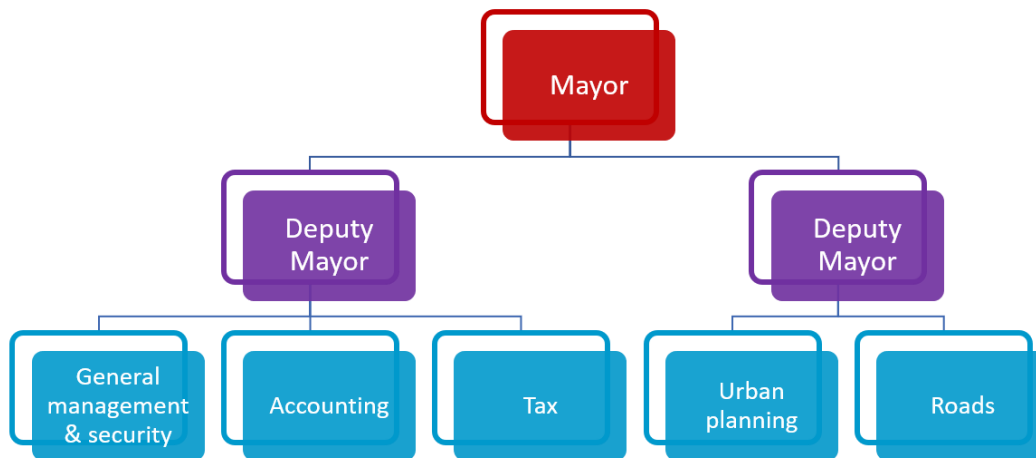 Mayor
Deputy
Mayor
Deputy
Mayor
General
management
& security
Accounting
Tax
Urban
planning
Roads